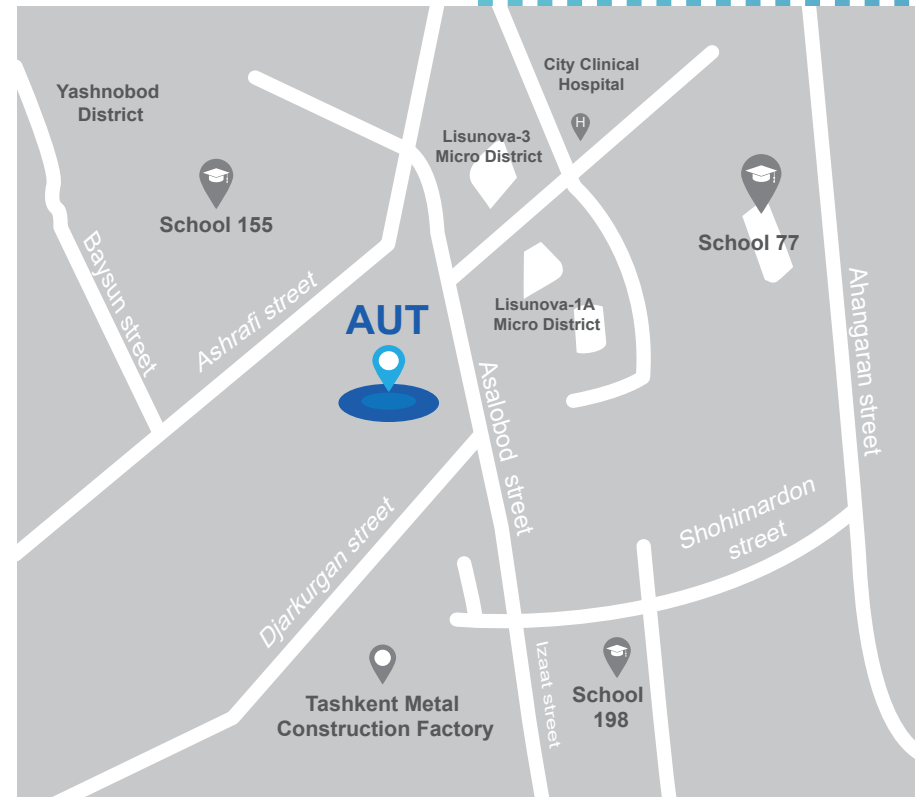 City Clinical
Hospital
H
Yashnobod
District
Lisunova-3
Micro District
School 155
School 77
Baysun street
Ashrafi street
Lisunova-1A
Micro District
AUT
Ahangaran street
Asalobod street
Djarkurgan street
Shohimardon
street
Izaat street
School
198
Tashkent Metal
Construction Factory